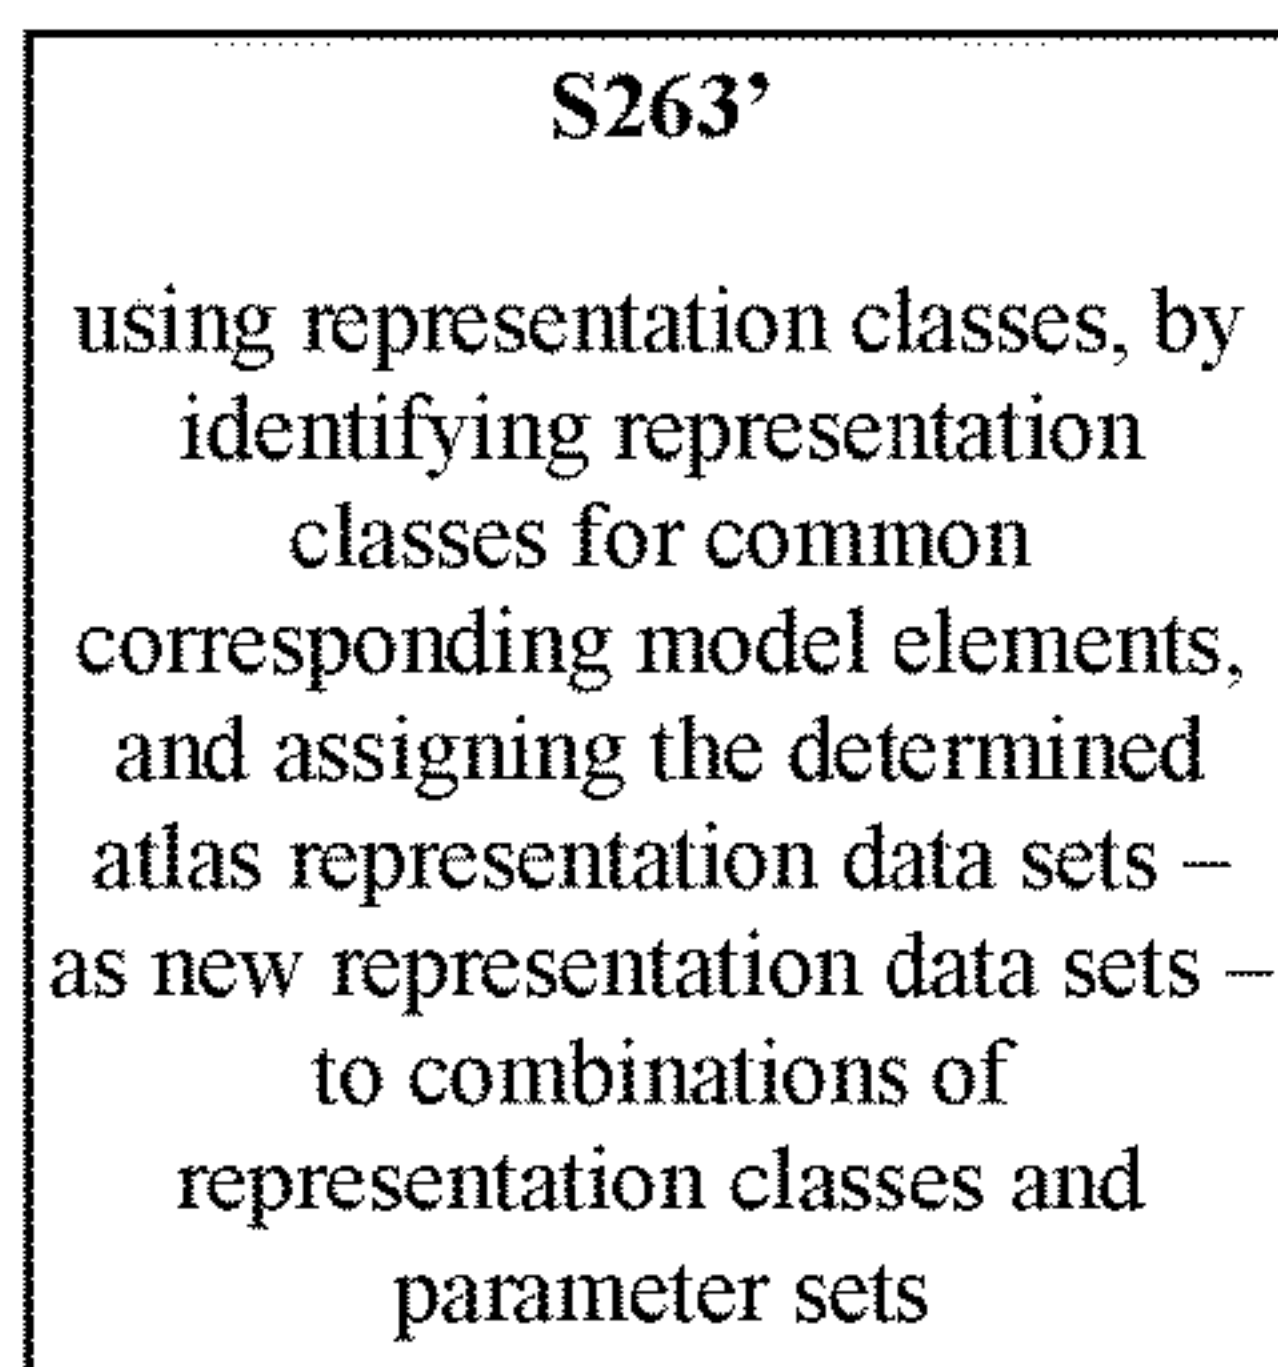 S263’
using representation classes, by
identifying representation
classes for common
corresponding model elements,
and assigning the determined
atlas representation data sets –
as new representation data sets –
to combinations of
representation classes and
parameter sets